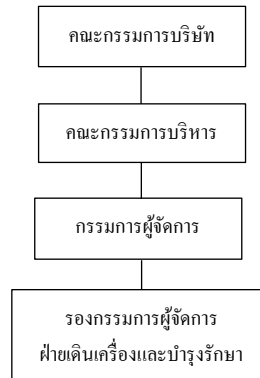 คณะกรรมการบริษัท
คณะกรรมการบริหาร
กรรมการผู้จัดการ
รองกรรมการผู้จัดการ
ฝ่ายเดินเครื่องและบำรุงรักษา